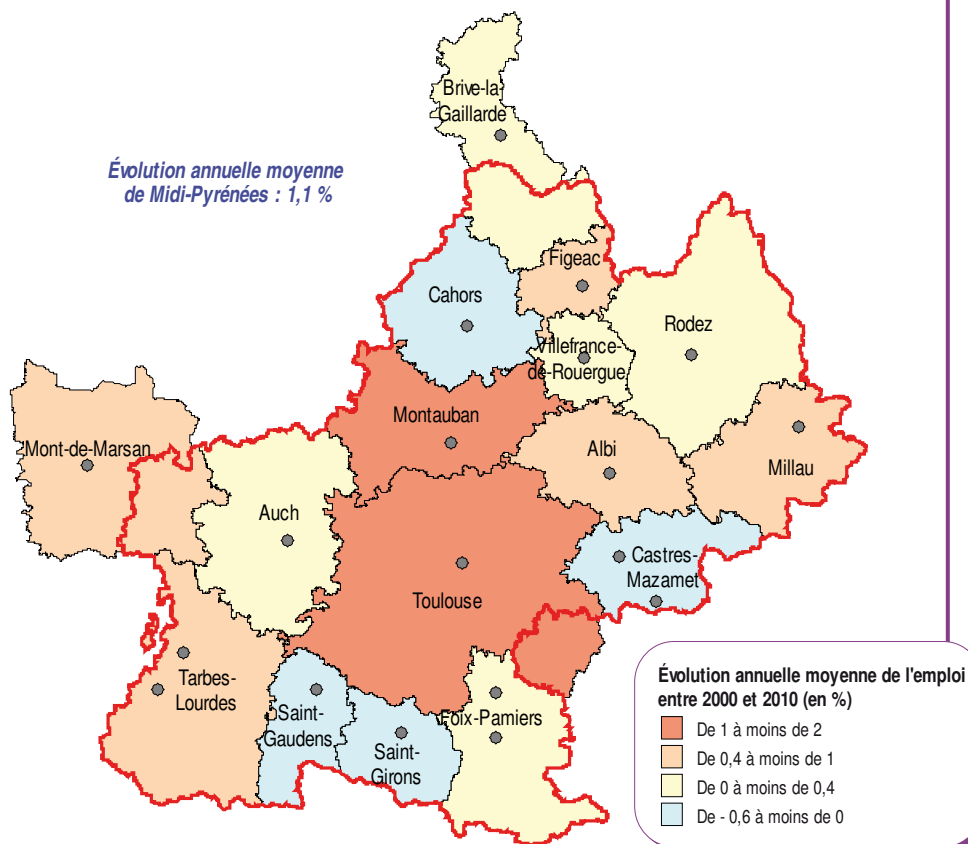 Brive-la-
Gaillarde
Évolution annuelle moyenne
de Midi-Pyrénées : 1,1 %
Figeac
Cahors
Rodez
Villefrance-
de-Rouergue
Montauban
Mont-de-Marsan
Albi
Millau
Auch
Castres-
Mazamet
Toulouse
Tarbes-
Lourdes
Saint-
Gaudens
Foix-Pamiers
Saint-
Girons
Évolution annuelle moyenne de l'emploi
entre 2000 et 2010 (en %)
De 1 à moins de 2
De 0,4 à moins de 1
De 0 à moins de 0,4
De - 0,6 à moins de 0